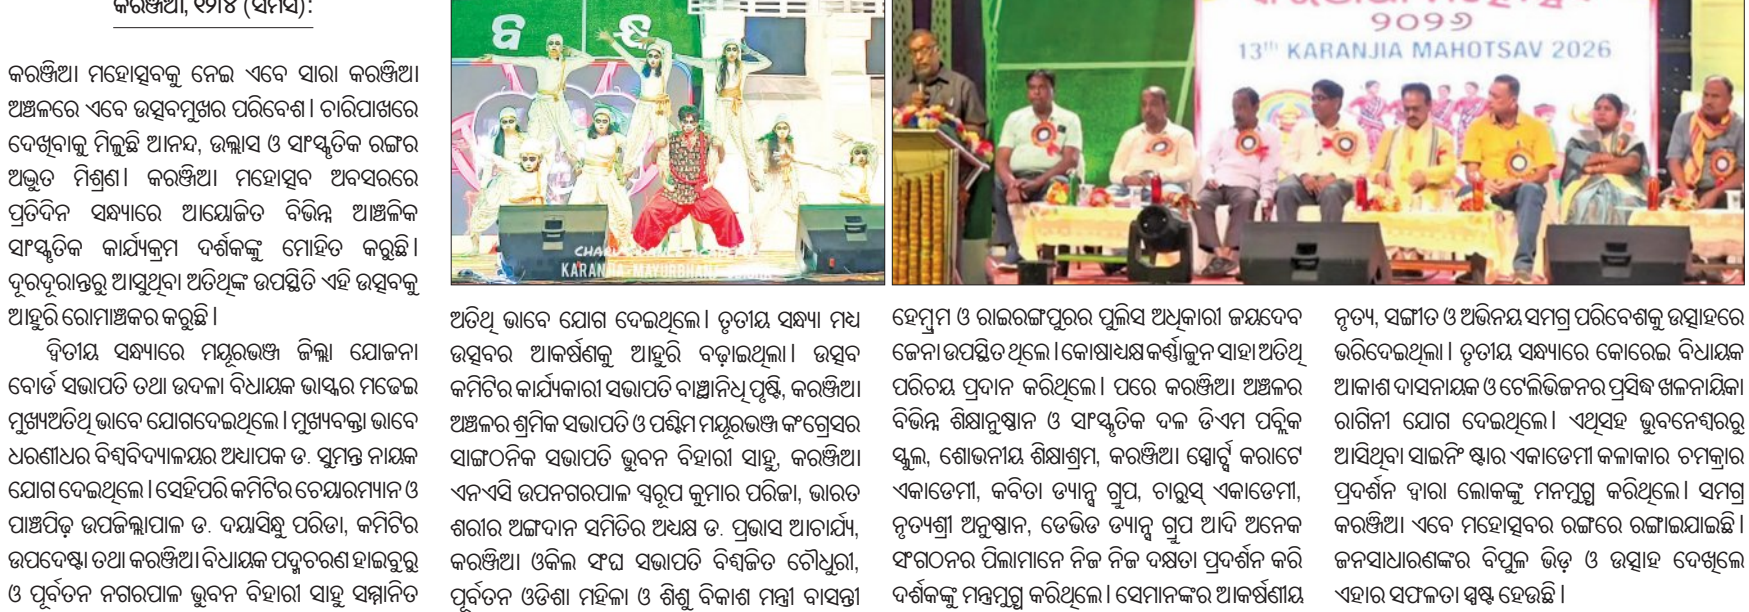 କରଞ୍ଜିଆ, ୧୨।୪ (ସମିସ):
କରଞ୍ଜିଆ ମହୋତ୍ସବକୁ ନେଇ ଏବେ ସାରା କରଞ୍ଜିଆ
ଅଞ୍ଚଳରେ ଏବେ ଉତ୍ସବମୁଖର ପରିବେଶ। ଚାରିପାଖରେ
ଦେଖିବାକୁ ମିଳୁଛି ଆନନ୍ଦ, ଉଲ୍ଲାସ ଓ ସାଂସ୍କୃତିକ ରଙ୍ଗର
ଅଦ୍ଭୁତ ମିଶ୍ରଣ। କରଞ୍ଜିଆ ମହୋତ୍ସବ ଅବସରରେ
ପ୍ରତିଦିନ ସନ୍ଧ୍ୟାରେ ଆୟୋଜିତ ବିଭିନ୍ନ ଆଞ୍ଚଳିକ
ସାଂସ୍କୃତିକ କାର୍ଯ୍ୟକ୍ରମ ଦର୍ଶକଙ୍କୁ ମୋହିତ କରୁଛି।
ଦୂରଦୂରାନ୍ତରୁ ଆସୁଥିବା ଅତିଥିଙ୍କ ଉପସ୍ଥିତି ଏହି ଉତ୍ସବକୁ
ଆହୁରି ରୋମାଞ୍ଚକର କରୁଛି।
ଦ୍ୱିତୀୟ ସନ୍ଧ୍ୟାରେ ମୟୂରଭଞ୍ଜ ଜିଲ୍ଲା ଯୋଜନା
ବୋର୍ଡ ସଭାପତି ତଥା ଉଦଳା ବିଧାୟକ ଭାସ୍କର ମଢେଇ
ମୁଖ୍ୟଅତିଥି ଭାବେ ଯୋଗଦେଇଥିଲେ। ମୁଖ୍ୟବକ୍ତା ଭାବେ
ଧରଣୀଧର ବିଶ୍ୱବିଦ୍ୟାଳୟର ଅଧ୍ୟାପକ ଡ. ସୁମନ୍ତ ନାୟକ
ଯୋଗ ଦେଇଥିଲେ। ସେହିପରି କମିଟିର ଚେୟାରମ୍ୟାନ ଓ
ପାଞ୍ଚପିଢ଼ ଉପଜିଲ୍ଲାପାଳ ଡ. ଦୟାସିନ୍ଧୁ ପରିଡା, କମିଟିର
ଉପଦେଷ୍ଟା ତଥା କରଞ୍ଜିଆ ବିଧାୟକ ପଦ୍ମଚରଣ ହାଇବୁରୁ
ଓ ପୂର୍ବତନ ନଗରପାଳ ଭୁବନ ବିହାରୀ ସାହୁ ସମ୍ମାନିତ
KARANJIA MAYURBHANJ
ଅତିଥି ଭାବେ ଯୋଗ ଦେଇଥିଲେ। ତୃତୀୟ ସନ୍ଧ୍ୟା ମଧ୍ୟ
ଉତ୍ସବର ଆକର୍ଷଣକୁ ଆହୁରି ବଢ଼ାଇଥିଲା। ଉତ୍ସବ
କମିଟିର କାର୍ଯ୍ୟକାରୀ ସଭାପତି ବାଞ୍ଛାନିଧି ପୃଷ୍ଟି, କରଞ୍ଜିଆ
ଅଞ୍ଚଳର ଶ୍ରମିକ ସଭାପତି ଓ ପଶ୍ଚିମ ମୟୂରଭଞ୍ଜ କଂଗ୍ରେସର
ସାଙ୍ଗଠନିକ ସଭାପତି ଭୁବନ ବିହାରୀ ସାହୁ, କରଞ୍ଜିଆ
ଏନଏସି ଉପନଗରପାଳ ସ୍ୱରୂପ କୁମାର ପରିଜା, ଭାରତ
ଶରୀର ଅଙ୍ଗଦାନ ସମିତିର ଅଧ୍ୟକ୍ଷ ଡ. ପ୍ରଭାସ ଆଚାର୍ଯ୍ୟ,
କରଞ୍ଜିଆ ଓକିଲ ସଂଘ ସଭାପତି ବିଶ୍ୱଜିତ ଚୌଧୁରୀ,
ପୂର୍ବତନ ଓଡିଶା ମହିଳା ଓ ଶିଶୁ ବିକାଶ ମନ୍ତ୍ରୀ ବାସନ୍ତୀ
୨୦୨୬
13th KARANJIA MAHOTSAV 2026
ହେମ୍ବ୍ରମ ଓ ରାଇରଙ୍ଗପୁରର ପୁଲିସ ଅଧିକାରୀ ଜୟଦେବ
ଜେନା ଉପସ୍ଥିତ ଥିଲେ। କୋଷାଧ୍ୟକ୍ଷ କର୍ଣ୍ଣାର୍ଜୁନ ସାହା ଅତିଥି
ପରିଚୟ ପ୍ରଦାନ କରିଥିଲେ। ପରେ କରଞ୍ଜିଆ ଅଞ୍ଚଳର
ବିଭିନ୍ନ ଶିକ୍ଷାନୁଷ୍ଠାନ ଓ ସାଂସ୍କୃତିକ ଦଳ ଡିଏମ ପବ୍ଲିକ
ସ୍କୁଲ, ଶୋଭନୀୟ ଶିକ୍ଷାଶ୍ରମ, କରଞ୍ଜିଆ ସ୍ପୋର୍ଟ୍ସ କରାଟେ
ଏକାଡେମୀ, କବିତା ଡ୍ୟାନ୍ସ ଗ୍ରୁପ, ଚାରୁସ୍ ଏକାଡେମୀ,
ନୃତ୍ୟଶ୍ରୀ ଅନୁଷ୍ଠାନ, ଡେଭିଡ ଡ୍ୟାନ୍ସ ଗ୍ରୁପ ଆଦି ଅନେକ
ସଂଗଠନର ପିଲାମାନେ ନିଜ ନିଜ ଦକ୍ଷତା ପ୍ରଦର୍ଶନ କରି
ଦର୍ଶକଙ୍କୁ ମନ୍ତ୍ରମୁଗ୍ଧ କରିଥିଲେ। ସେମାନଙ୍କର ଆକର୍ଷଣୀୟ
ନୃତ୍ୟ, ସଙ୍ଗୀତ ଓ ଅଭିନୟ ସମଗ୍ର ପରିବେଶକୁ ଉତ୍ସାହରେ
ଭରିଦେଇଥିଲା। ତୃତୀୟ ସନ୍ଧ୍ୟାରେ କୋରେଇ ବିଧାୟକ
ଆକାଶ ଦାସନାୟକ ଓ ଟେଲିଭିଜନର ପ୍ରସିଦ୍ଧ ଖଳନାୟିକା
ରାଗିନୀ ଯୋଗ ଦେଇଥିଲେ। ଏଥିସହ ଭୁବନେଶ୍ୱରରୁ
ଆସିଥିବା ସାଇନିଂ ଷ୍ଟାର ଏକାଡେମୀ କଳାକାର ଚମକ୍ରାର
ପ୍ରଦର୍ଶନ ଦ୍ୱାରା ଲୋକଙ୍କୁ ମନମୁଗ୍ଧ କରିଥିଲେ। ସମଗ୍ର
କରଞ୍ଜିଆ ଏବେ ମହୋତ୍ସବର ରଙ୍ଗରେ ରଙ୍ଗାଇଯାଇଛି।
ଜନସାଧାରଣଙ୍କର ବିପୁଳ ଭିଡ଼ ଓ ଉତ୍ସାହ ଦେଖିଲେ
ଏହାର ସଫଳତା ସ୍ପଷ୍ଟ ହେଉଛି।